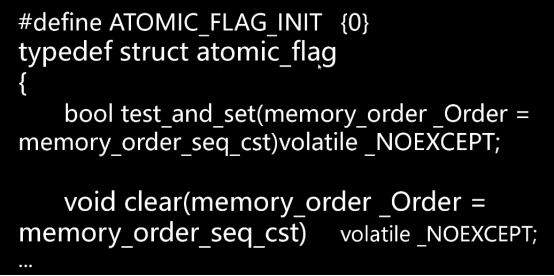 #define ATOMIC_FLAG_INIT {0}
typedef struct atomic_flag
{
bool test_and_set(memory_order _Order =
memory_order_seq_cst)volatile _NOEXCEPT;
void clear(memory_order _Order =
memory_order_seq_cst) volatile _NOEXCEPT;
...